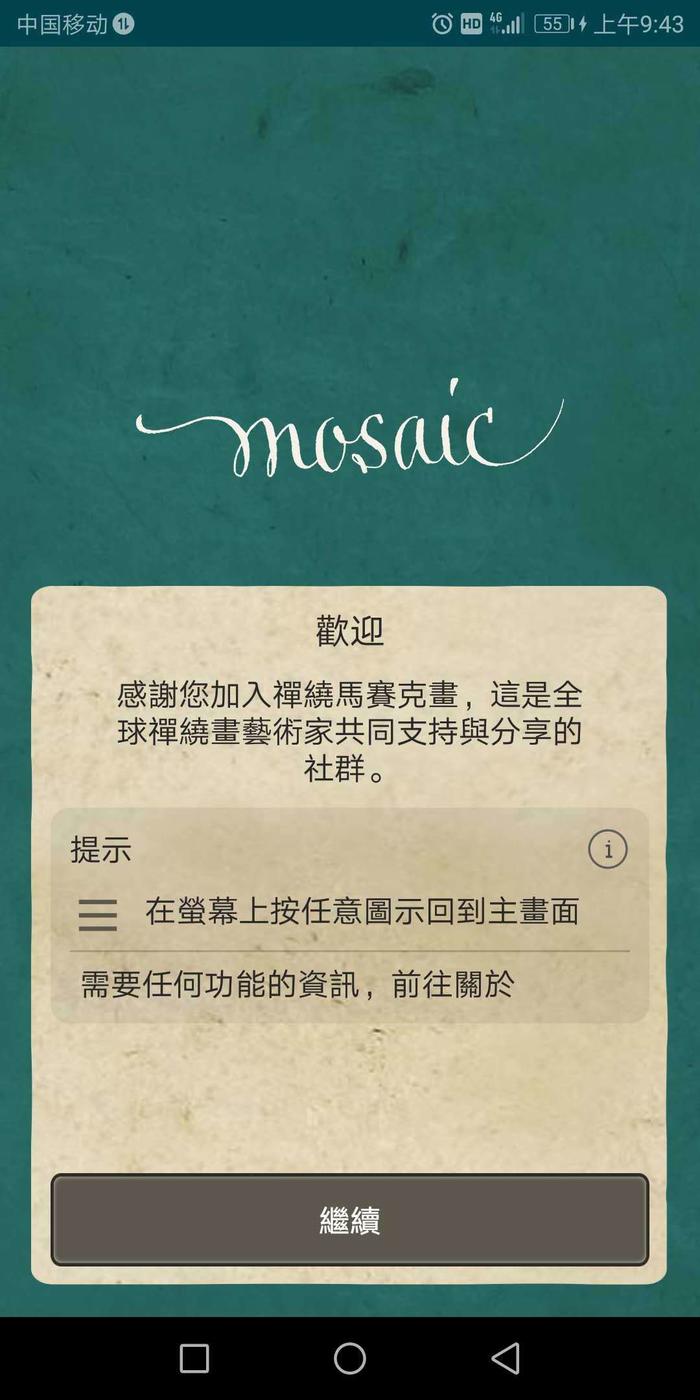 中国移动
HD 4G 55 上午9:43
mosaic
歡迎
感謝您加入禪繞馬賽克畫，這是全
球禪繞畫藝術家共同支持與分享的
社群。
提示
在螢幕上按任意圖示回到主畫面
需要任何功能的資訊，前往關於
繼續